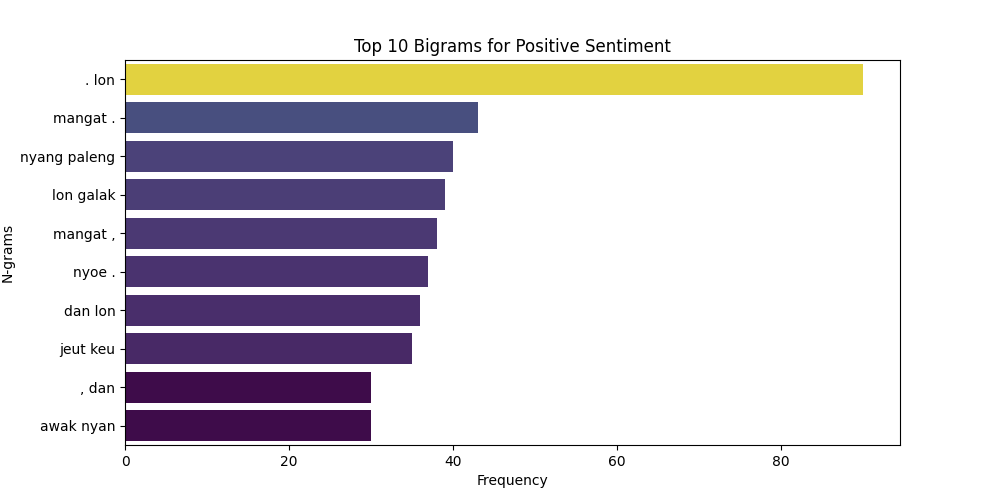 Top 10 Bigrams for Positive Sentiment
. lon
mangat .
nyang paleng
lon galak
mangat ,
nyoe .
dan lon
jeut keu
, dan
awak nyan
N-grams
0 20 40 60 80
Frequency